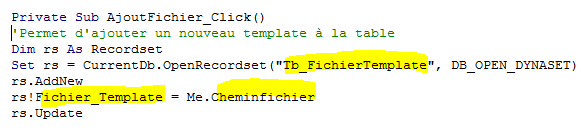 Private Sub AjoutFichier_Click()
'Permet d'ajouter un nouveau template à la table
Dim rs As Recordset
Set rs = CurrentDb.OpenRecordset("Tb_FichierTemplate", DB_OPEN_DYNASET)
rs.AddNew
rs!Fichier_Template = Me.Cheminfichier
rs.Update